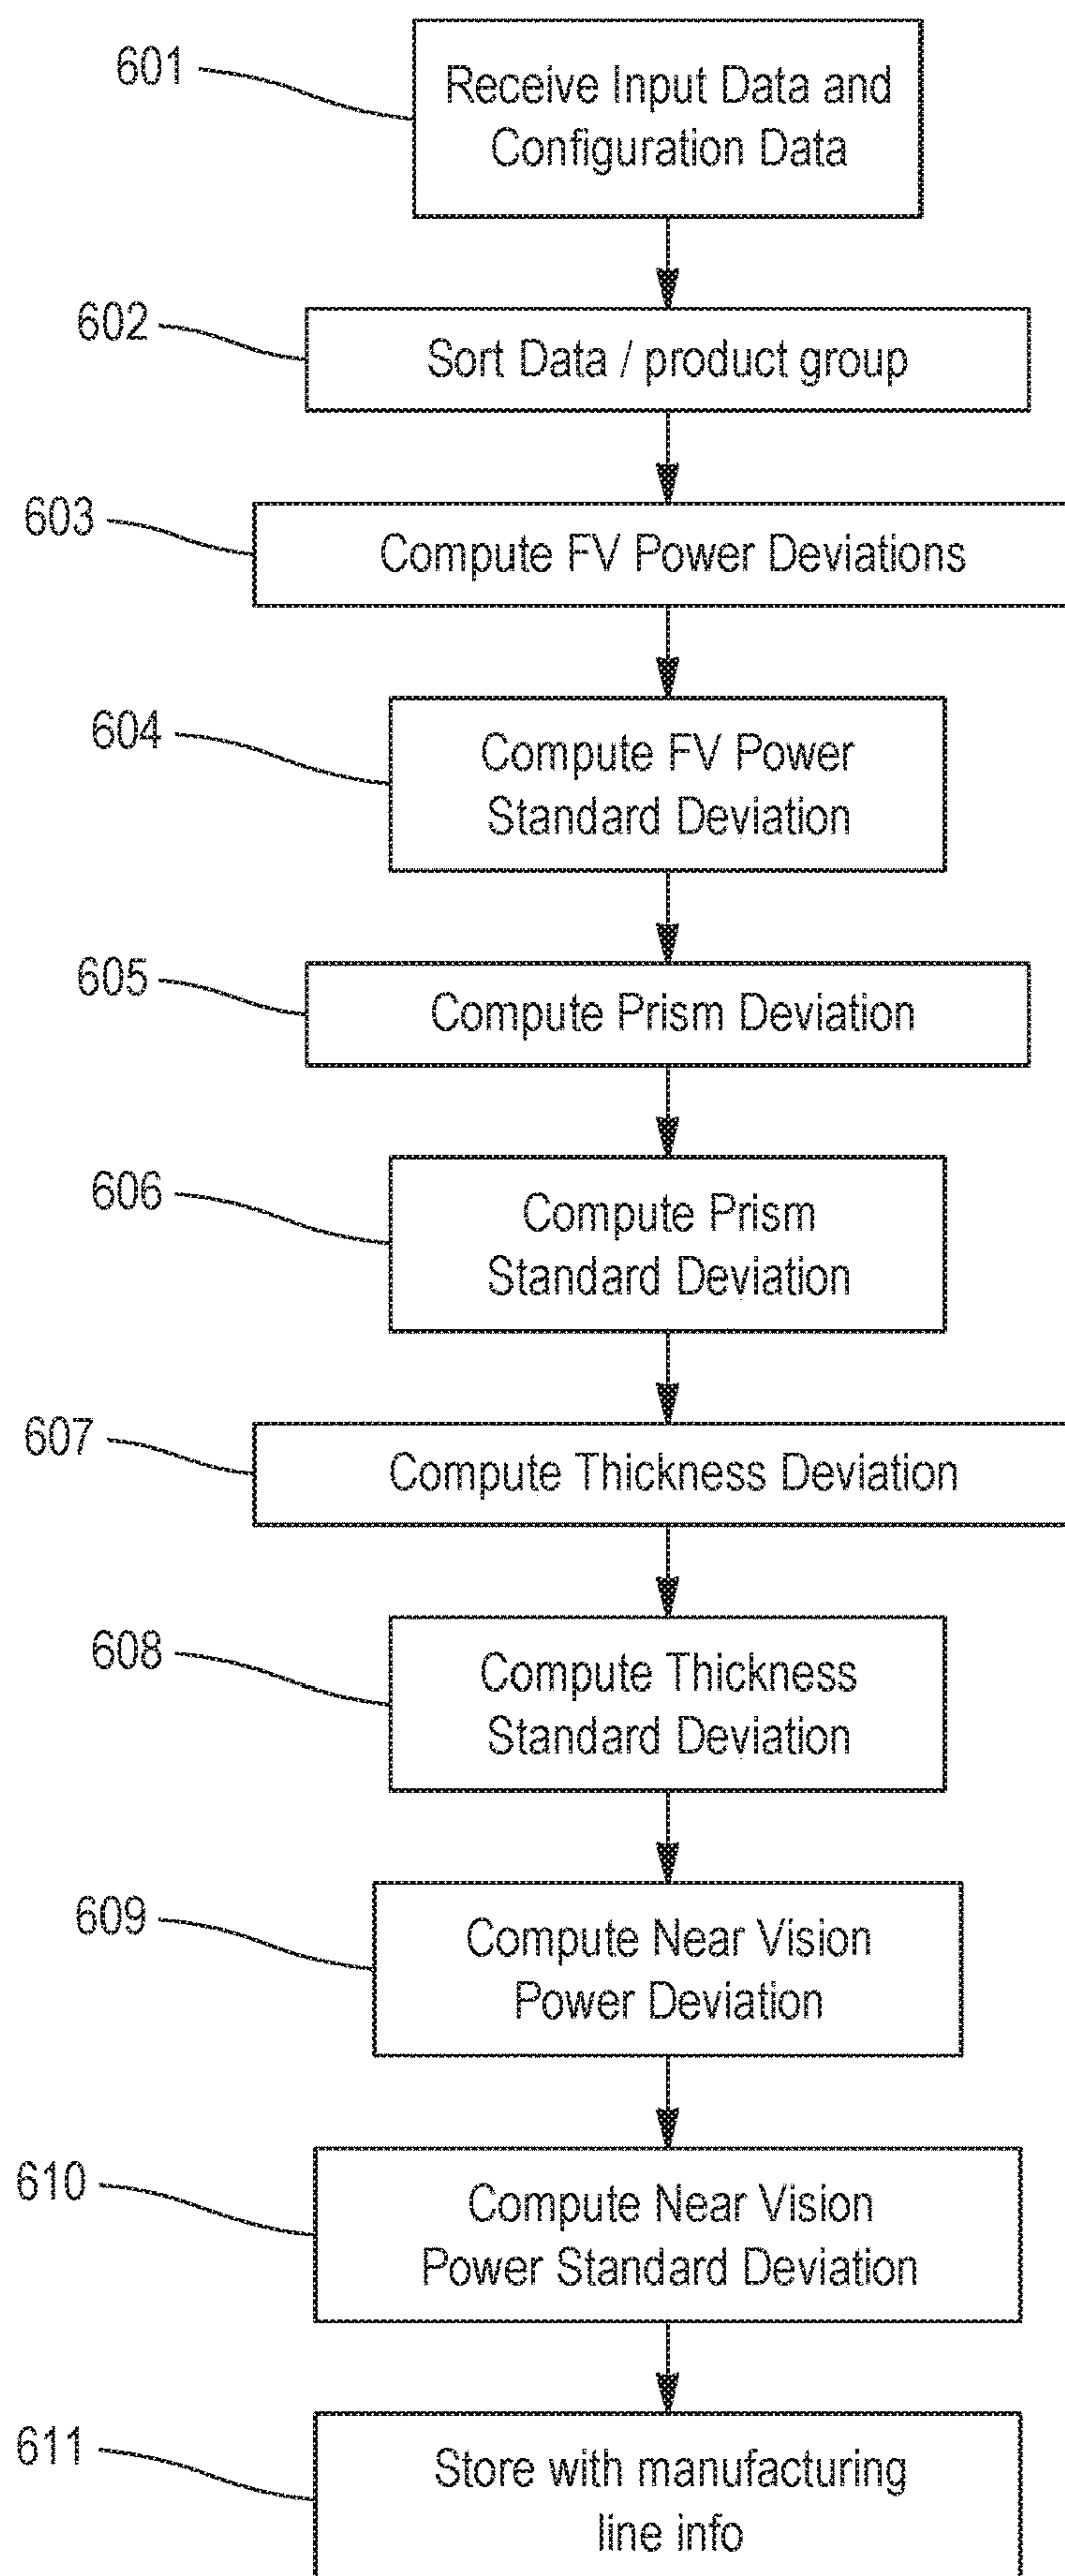 601
Receive Input Data and
Configuration Data
602
Sort Data / product group
603
Compute FV Power Deviations
604
Compute FV Power
Standard Deviation
605
Compute Prism Deviation
606
Compute Prism
Standard Deviation
607
Compute Thickness Deviation
608
Compute Thickness
Standard Deviation
609
Compute Near Vision
Power Deviation
610
Compute Near Vision
Power Standard Deviation
611
Store with manufacturing
line info